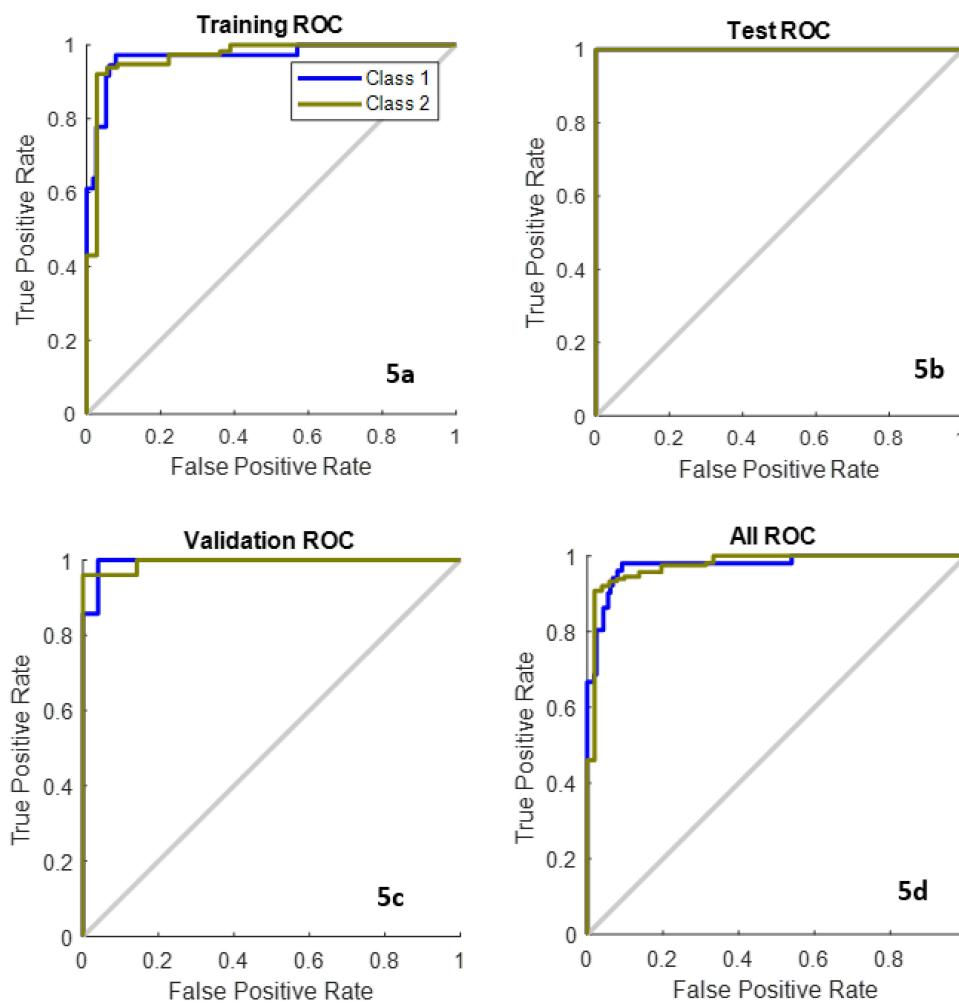 Training ROC
1
0.8
0.6
0.4
0.2
0
True Positive Rate
Class 1
Class 2
5a
0 0.2 0.4 0.6 0.8 1
False Positive Rate
Test ROC
1
0.8
0.6
0.4
0.2
0
True Positive Rate
5b
0 0.2 0.4 0.6 0.8 1
False Positive Rate
Validation ROC
1
0.8
0.6
0.4
0.2
0
True Positive Rate
5c
0 0.2 0.4 0.6 0.8 1
False Positive Rate
All ROC
1
0.8
0.6
0.4
0.2
0
True Positive Rate
5d
0 0.2 0.4 0.6 0.8
False Positive Rate